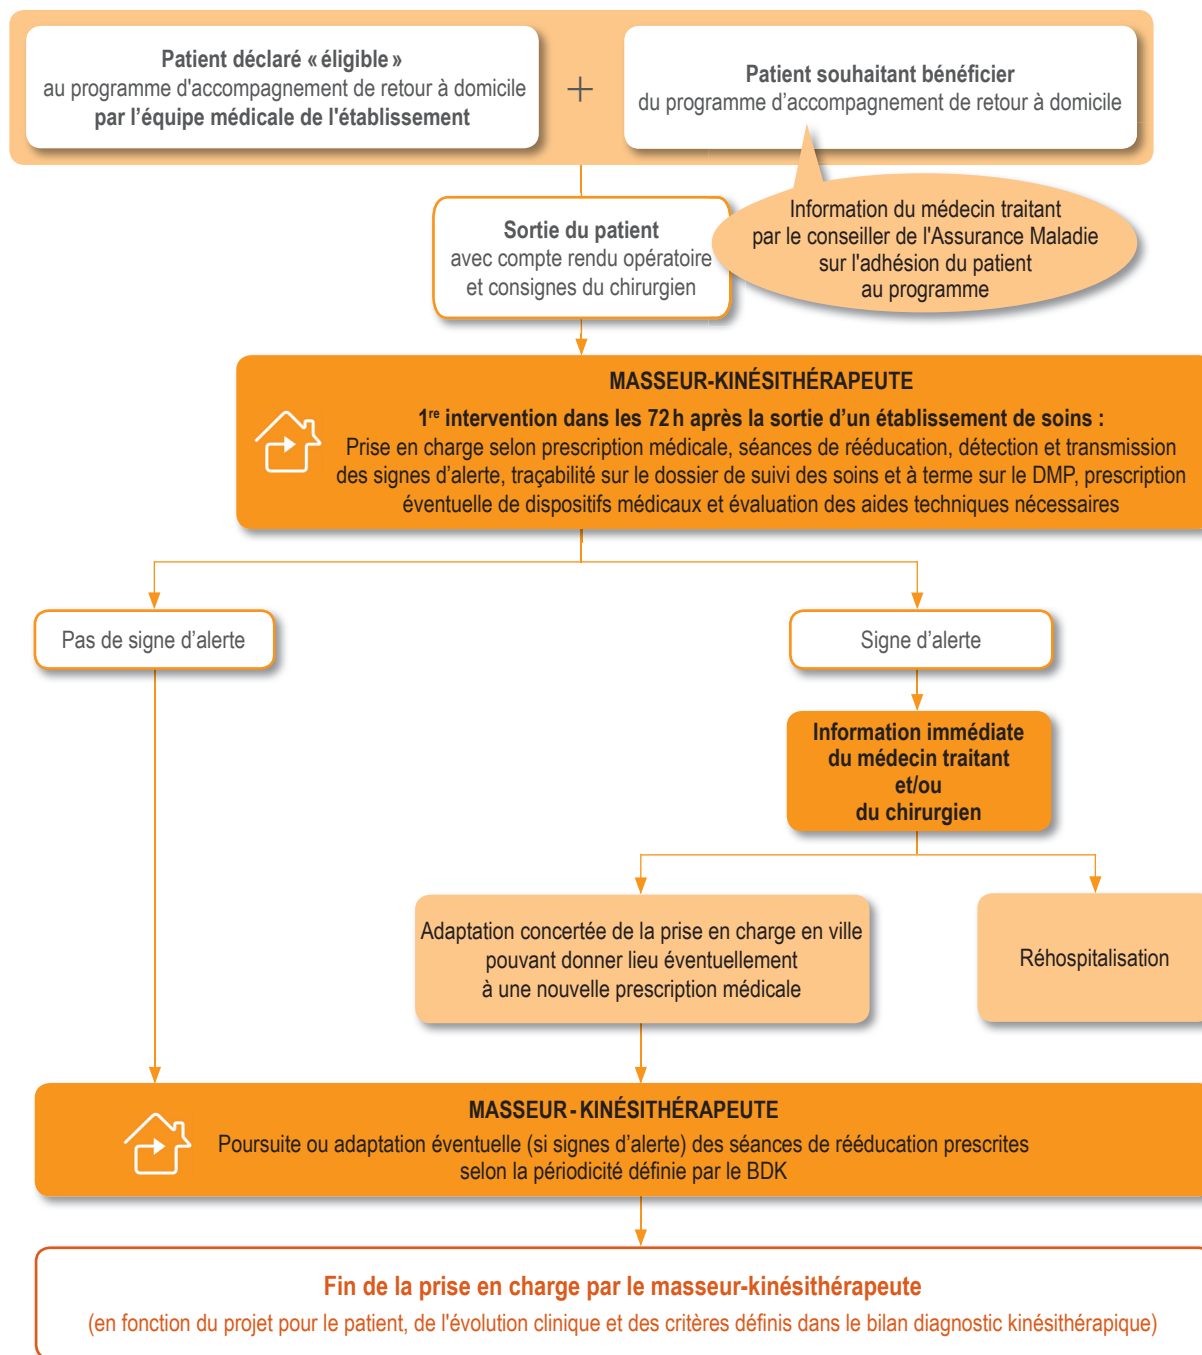 Patient déclaré « éligible »
au programme d'accompagnement de retour à domicile
par l'équipe médicale de l'établissement
+
Patient souhaitant bénéficier
du programme d'accompagnement de retour à domicile
Information du médecin traitant
par le conseiller de l'Assurance Maladie
sur l'adhésion du patient
au programme
Sortie du patient
avec compte rendu opératoire
et consignes du chirurgien
MASSEUR-KINÉSITHÉRAPEUTE
1re intervention dans les 72 h après la sortie d'un établissement de soins :
Prise en charge selon prescription médicale, séances de rééducation, détection et transmission
des signes d'alerte, traçabilité sur le dossier de suivi des soins et à terme sur le DMP, prescription
éventuelle de dispositifs médicaux et évaluation des aides techniques nécessaires
Pas de signe d'alerte
Signe d'alerte
Information immédiate
du médecin traitant
et/ou
du chirurgien
Adaptation concertée de la prise en charge en ville
pouvant donner lieu éventuellement
à une nouvelle prescription médicale
Réhospitalisation
MASSEUR - KINÉSITHÉRAPEUTE
Poursuite ou adaptation éventuelle (si signes d'alerte) des séances de rééducation prescrites
selon la périodicité définie par le BDK
Fin de la prise en charge par le masseur-kinésithérapeute
(en fonction du projet pour le patient, de l'évolution clinique et des critères définis dans le bilan diagnostic kinésithérapique)